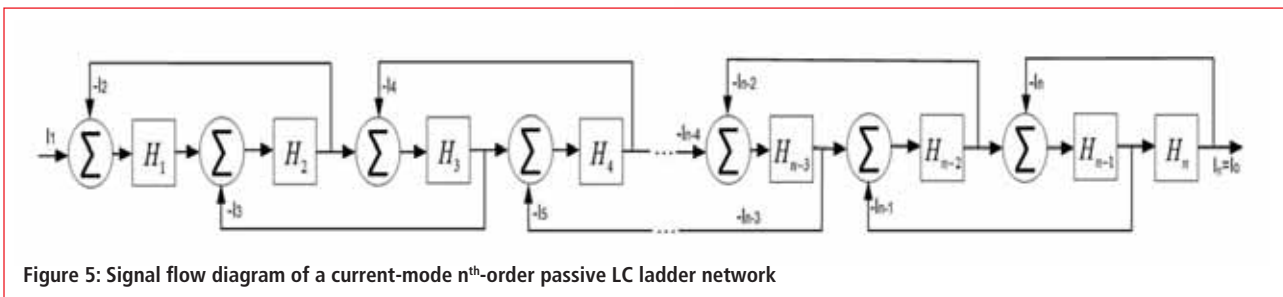 -I2
-I4
-In-2
-In
I1
Σ
H1
Σ
H2
Σ
H3
Σ
H4
...
-In-4
Σ
Hn-3
Σ
Hn-2
Σ
Hn-1
Hn
In=Io
-I3
-I5
...
-In-3
-In-1
Figure 5: Signal flow diagram of a current-mode nth-order passive LC ladder network